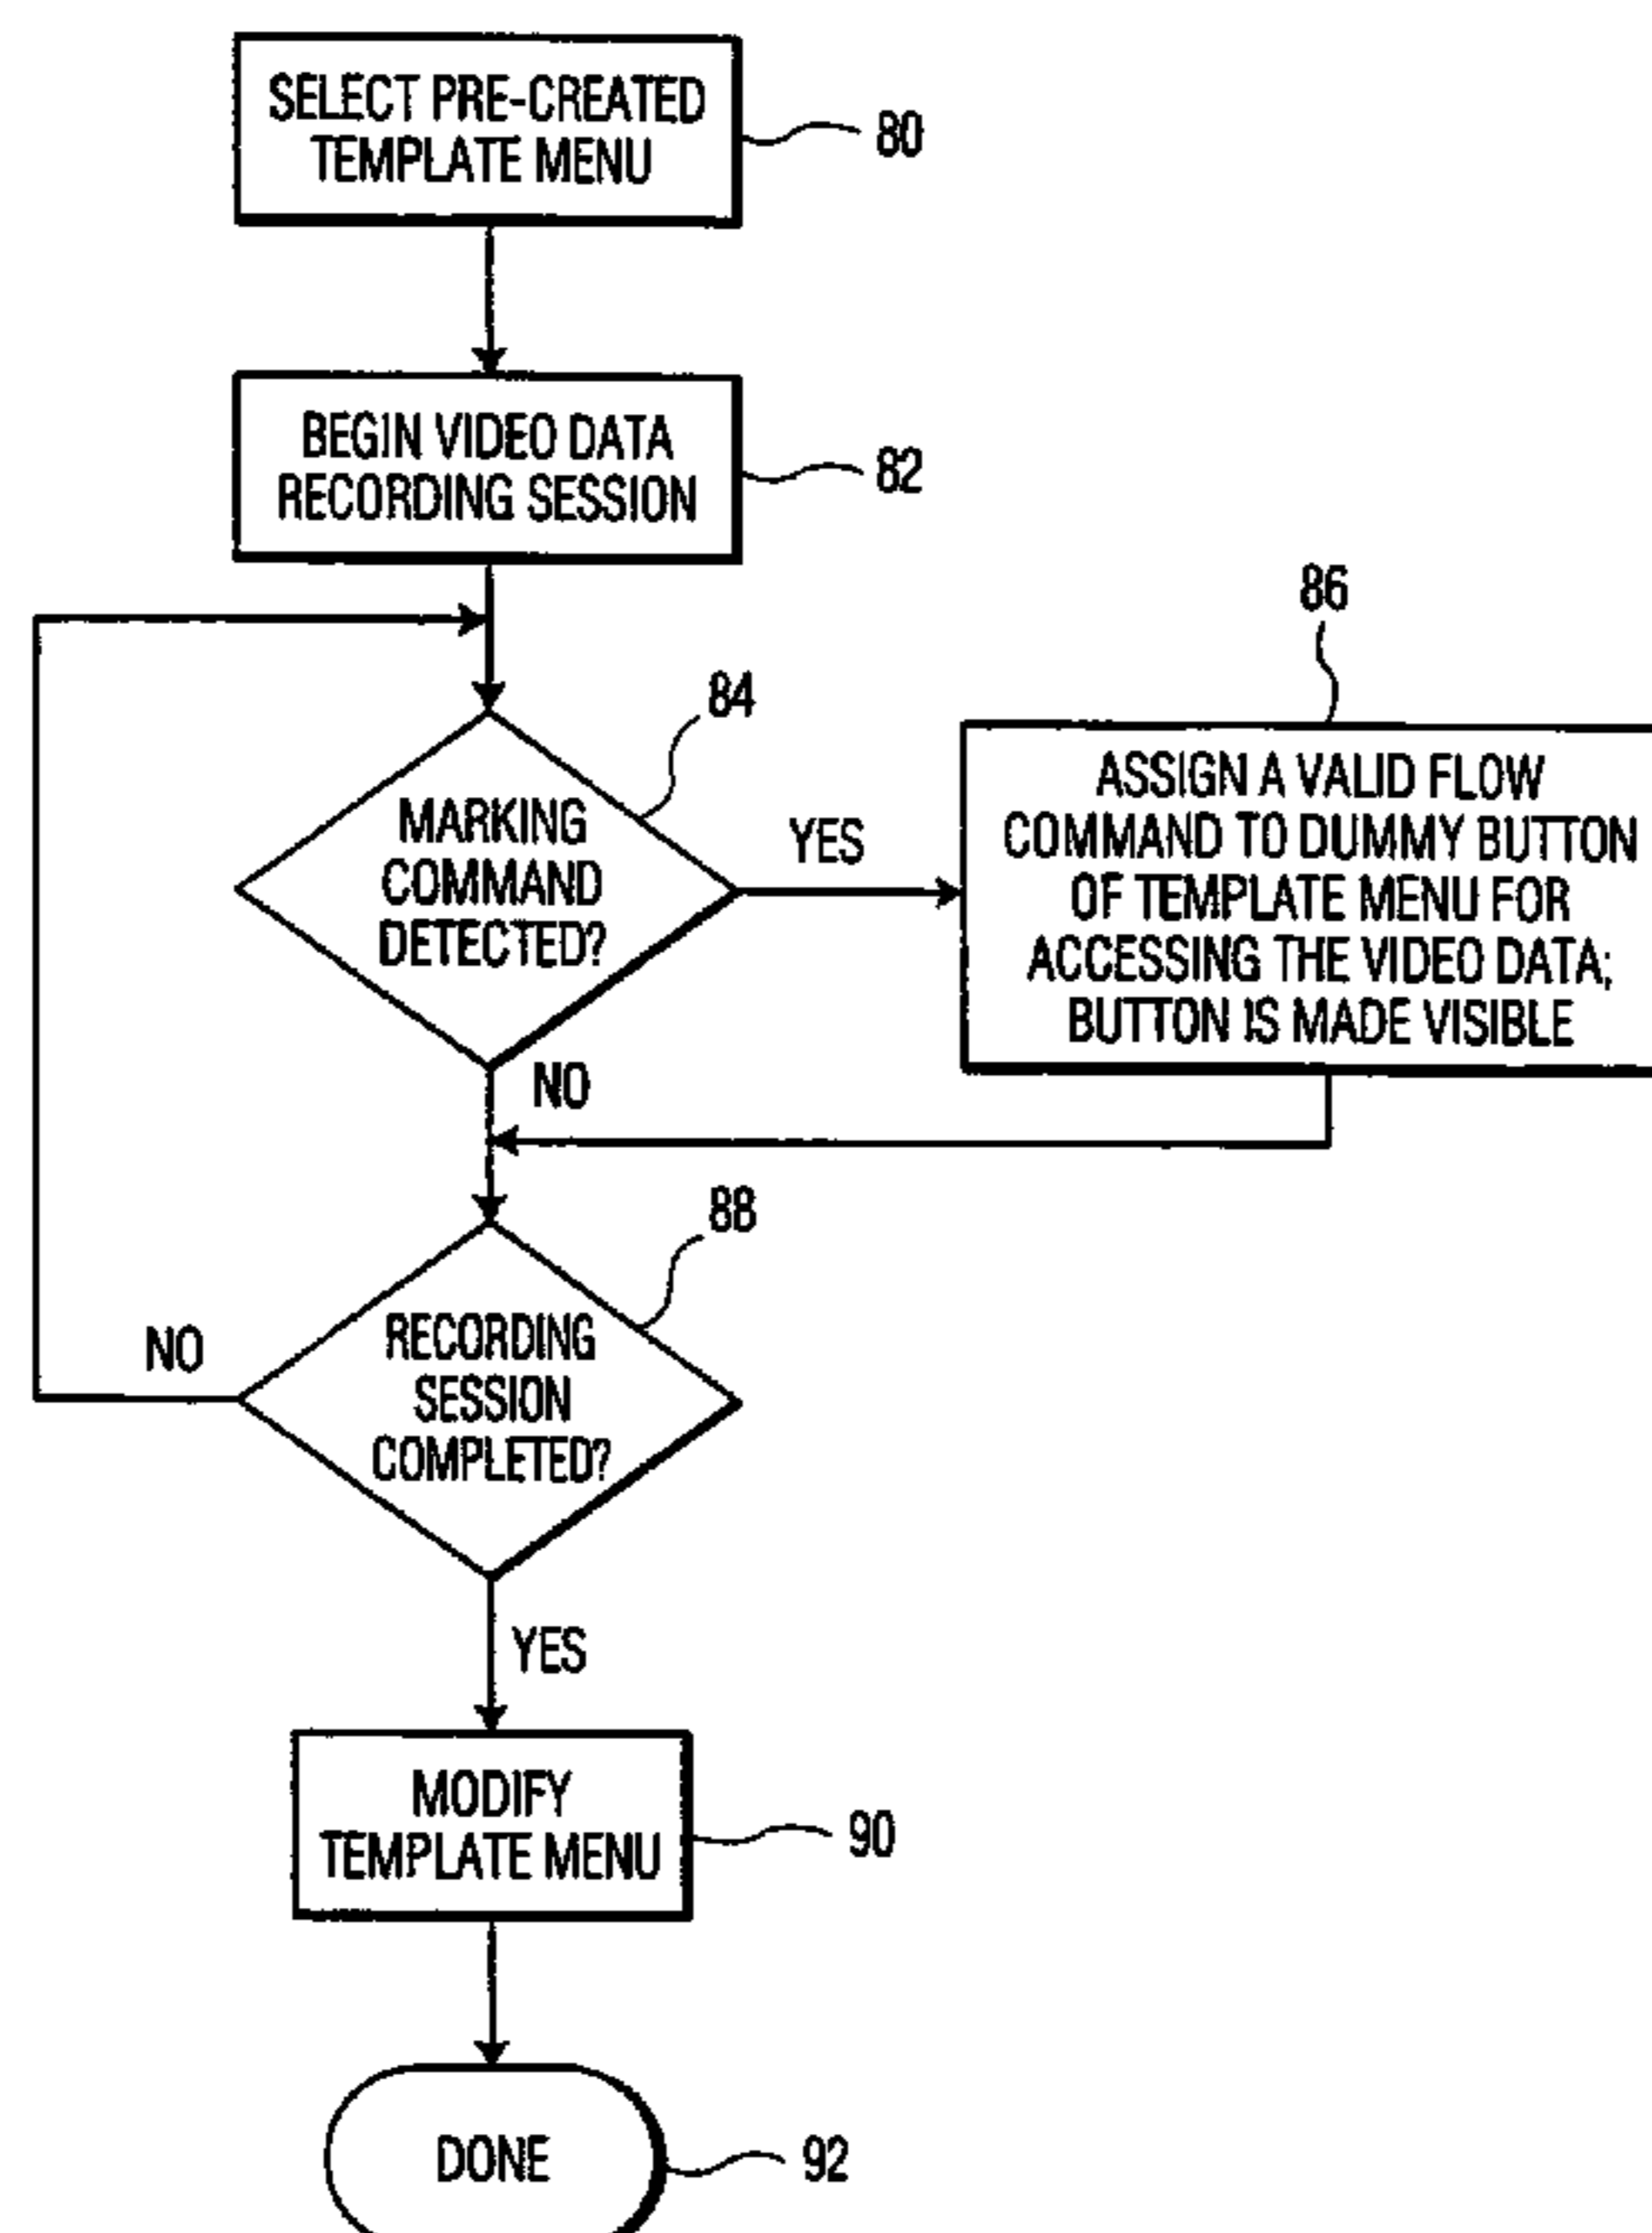 SELECT PRE-CREATED
TEMPLATE MENU
80
BEGIN VIDEO DATA
RECORDING SESSION
82
86
84
MARKING
COMMAND
DETECTED?
YES
ASSIGN A VALID FLOW
COMMAND TO DUMMY BUTTON
OF TEMPLATE MENU FOR
ACCESSING THE VIDEO DATA;
BUTTON IS MADE VISIBLE
NO
88
RECORDING
SESSION
COMPLETED?
NO
YES
MODIFY
TEMPLATE MENU
90
DONE
92